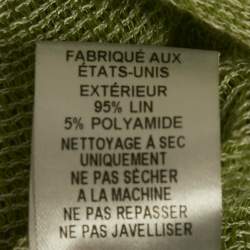 FABRIQUÉ AUX
ÉTATS-UNIS
EXTÉRIEUR
95% LIN
5% POLYAMIDE
NETTOYAGE À SEC
UNIQUEMENT
NE PAS SÈCHER
A LA MACHINE
NE PAS REPASSER
NE PAS JAVELLISER